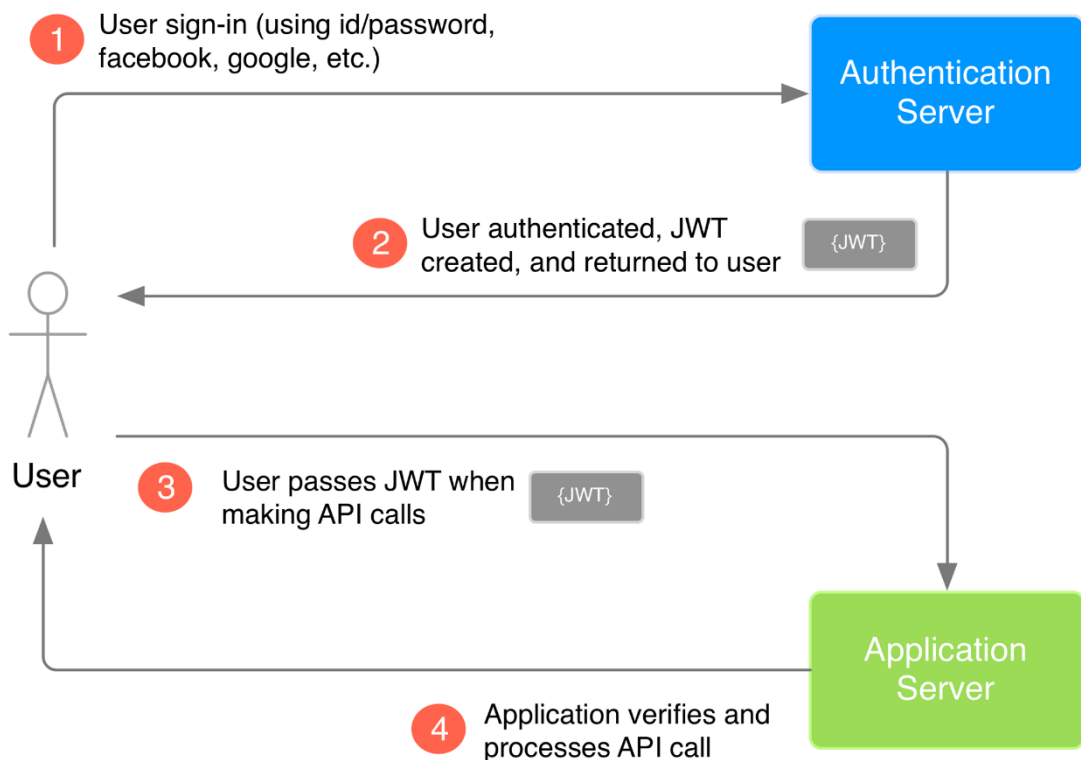 1
User sign-in (using id/password,
facebook, google, etc.)
Authentication
Server
2
User authenticated, JWT
created, and returned to user
{JWT}
User
3
User passes JWT when
making API calls
{JWT}
Application
Server
4
Application verifies and
processes API call